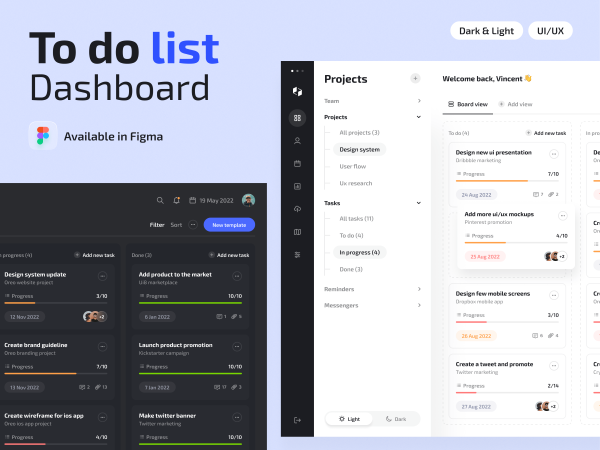 To do list
Dashboard
Available in Figma
Dark & Light
UI/UX
15 May 2022
Filter
Sort
New template
n progress (4)
Add new task
Design system update
Oreo website project
Progress
3/10
12 Nov 2022
+2
Create brand guideline
Oreo branding project
Progress
7/10
13 Nov 2022
2
13
Create wireframe for ios app
Oreo ios app project
Progress
4/10
Done (3)
Add new task
Add product to the market
UI8 marketplace
Progress
10/10
6 Jan 2022
1
5
Launch product promotion
Kickstarter campaign
Progress
10/10
7 Jan 2022
17
3
Make twitter banner
Twitter marketing
Progress
10/10
Projects
Team
Projects
All projects (3)
Design system
User flow
Ux research
Tasks
All tasks (11)
To do (4)
In progress (4)
Done (3)
Reminders
Messengers
Light
Dark
Welcome back, Vincent 👋
Board view
Add view
To do (4)
Add new task
Design new ui presentation
Dribbble marketing
Progress
7/10
24 Aug 2022
7
2
Add more ui/ux mockups
Pinterest promotion
Progress
4/10
25 Aug 2022
+2
Design few mobile screens
Dropbox mobile app
Progress
3/10
26 Aug 2022
6
4
Create a tweet and promote
Twitter marketing
Progress
2/14
27 Aug 2022
+2
In pro